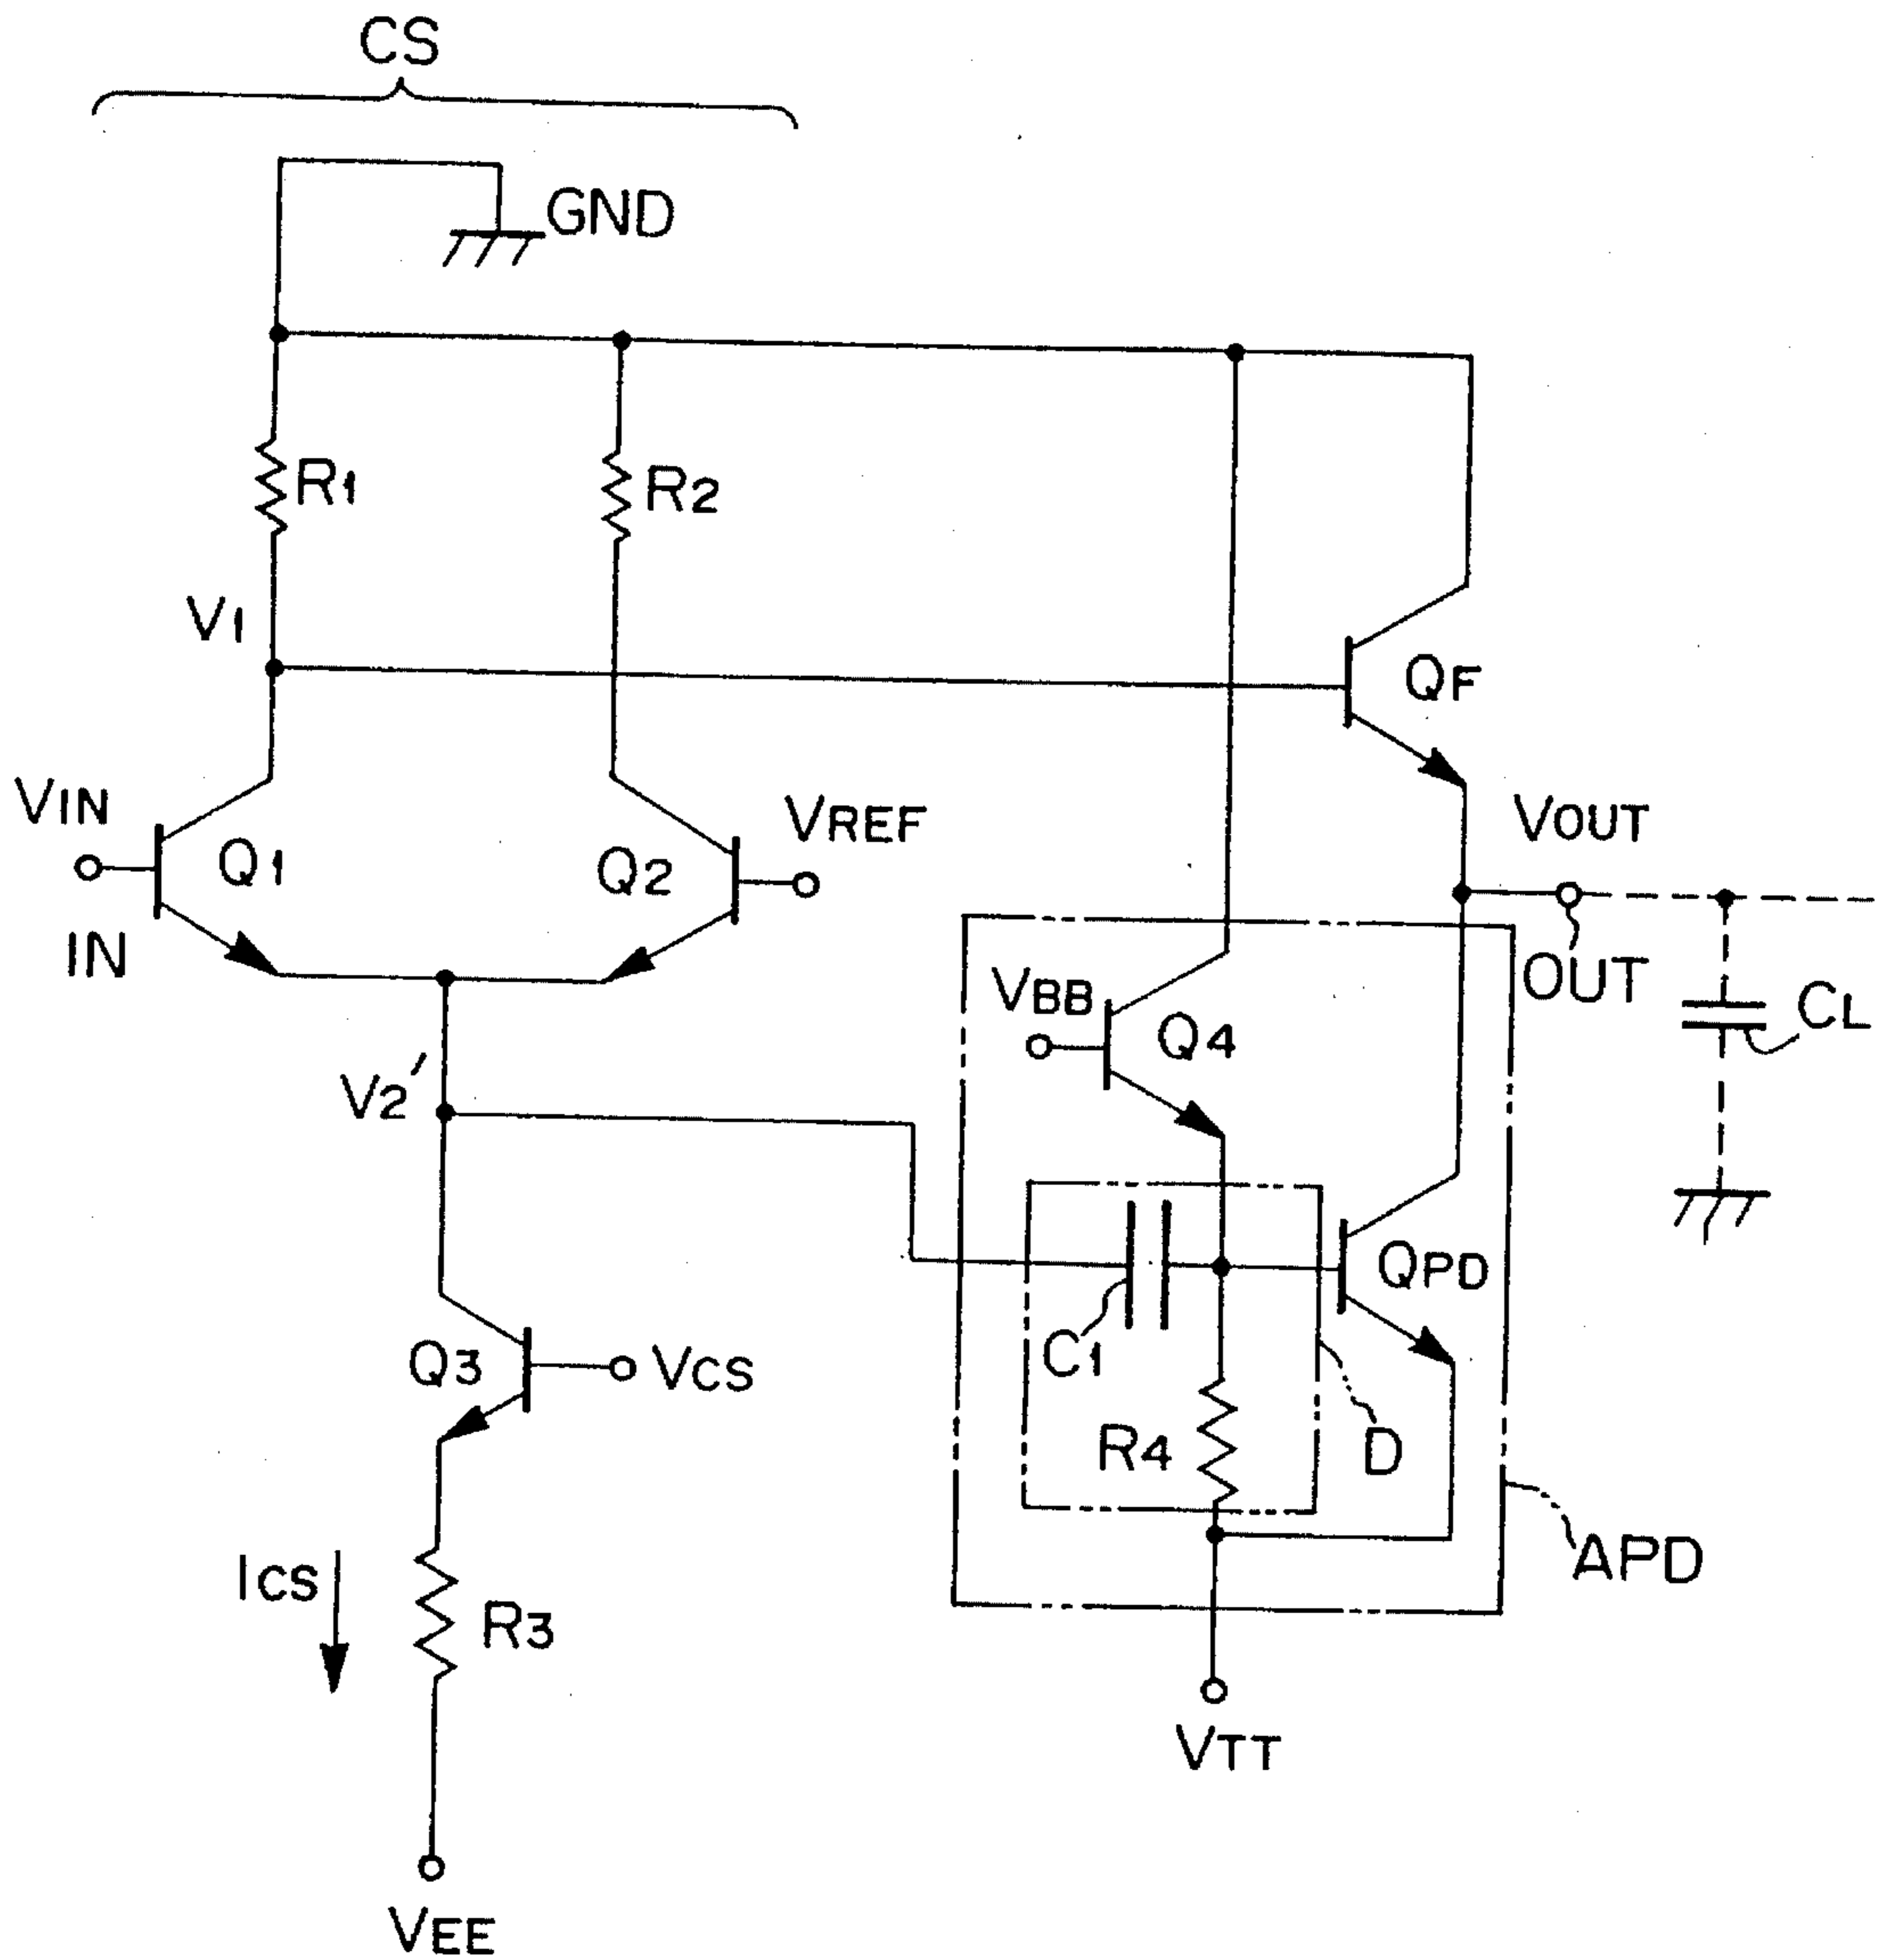 CS
GND
R1
R2
V1
QF
VIN
VREF
VOUT
Q1
Q2
IN
OUT
VBB
Q4
CL
V2'
QPD
C1
Q3
VCS
R4
D
ICS
R3
APD
VTT
VEE